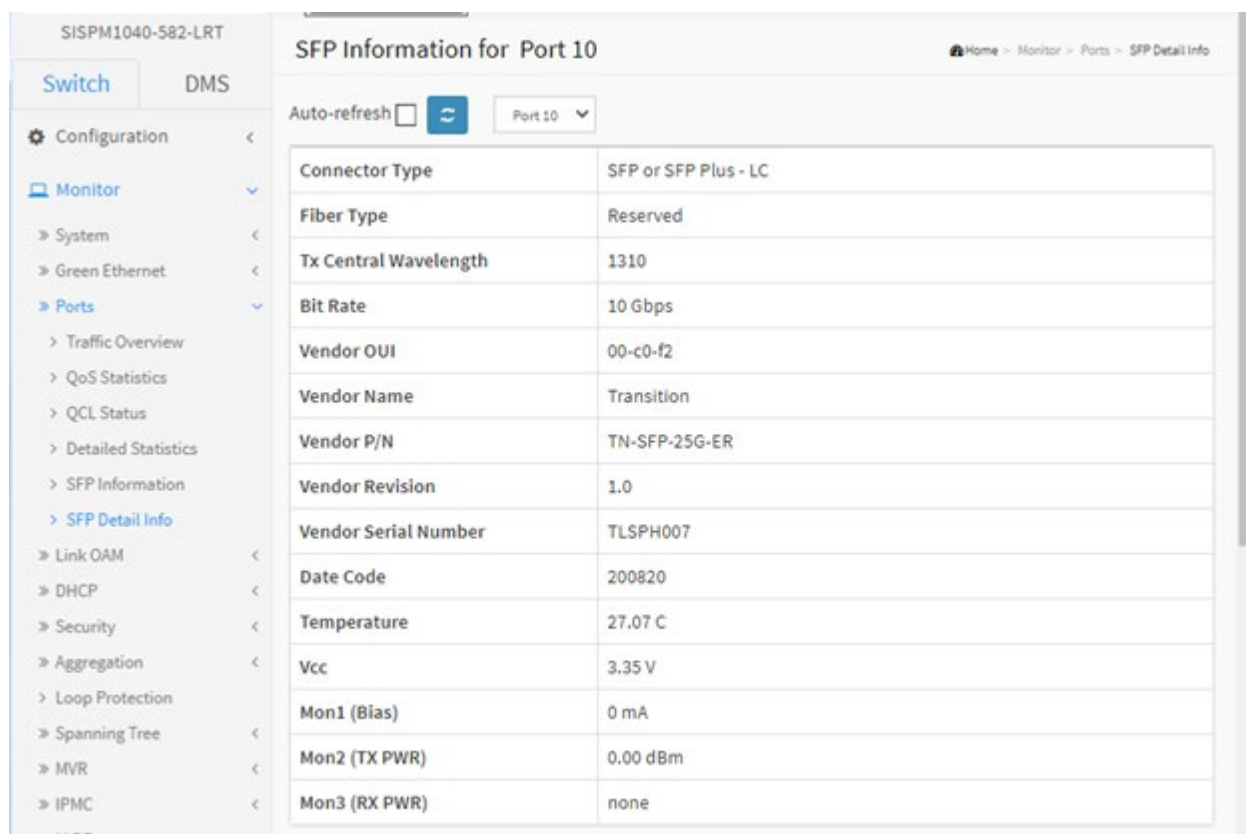 SISPM1040-582-LRT
Switch DMS
Configuration
Monitor
System
Green Ethernet
Ports
Traffic Overview
QoS Statistics
QCL Status
Detailed Statistics
SFP Information
SFP Detail Info
Link OAM
DHCP
Security
Aggregation
Loop Protection
Spanning Tree
MVR
IPMC
SFP Information for Port 10
Home > Monitor > Ports > SFP Detail Info
Auto-refresh Port 10
Connector Type SFP or SFP Plus - LC
Fiber Type Reserved
Tx Central Wavelength 1310
Bit Rate 10 Gbps
Vendor OUI 00-c0-f2
Vendor Name Transition
Vendor P/N TN-SFP-25G-ER
Vendor Revision 1.0
Vendor Serial Number TLSPH007
Date Code 200820
Temperature 27.07 C
Vcc 3.35 V
Mon1 (Bias) 0 mA
Mon2 (TX PWR) 0.00 dBm
Mon3 (RX PWR) none